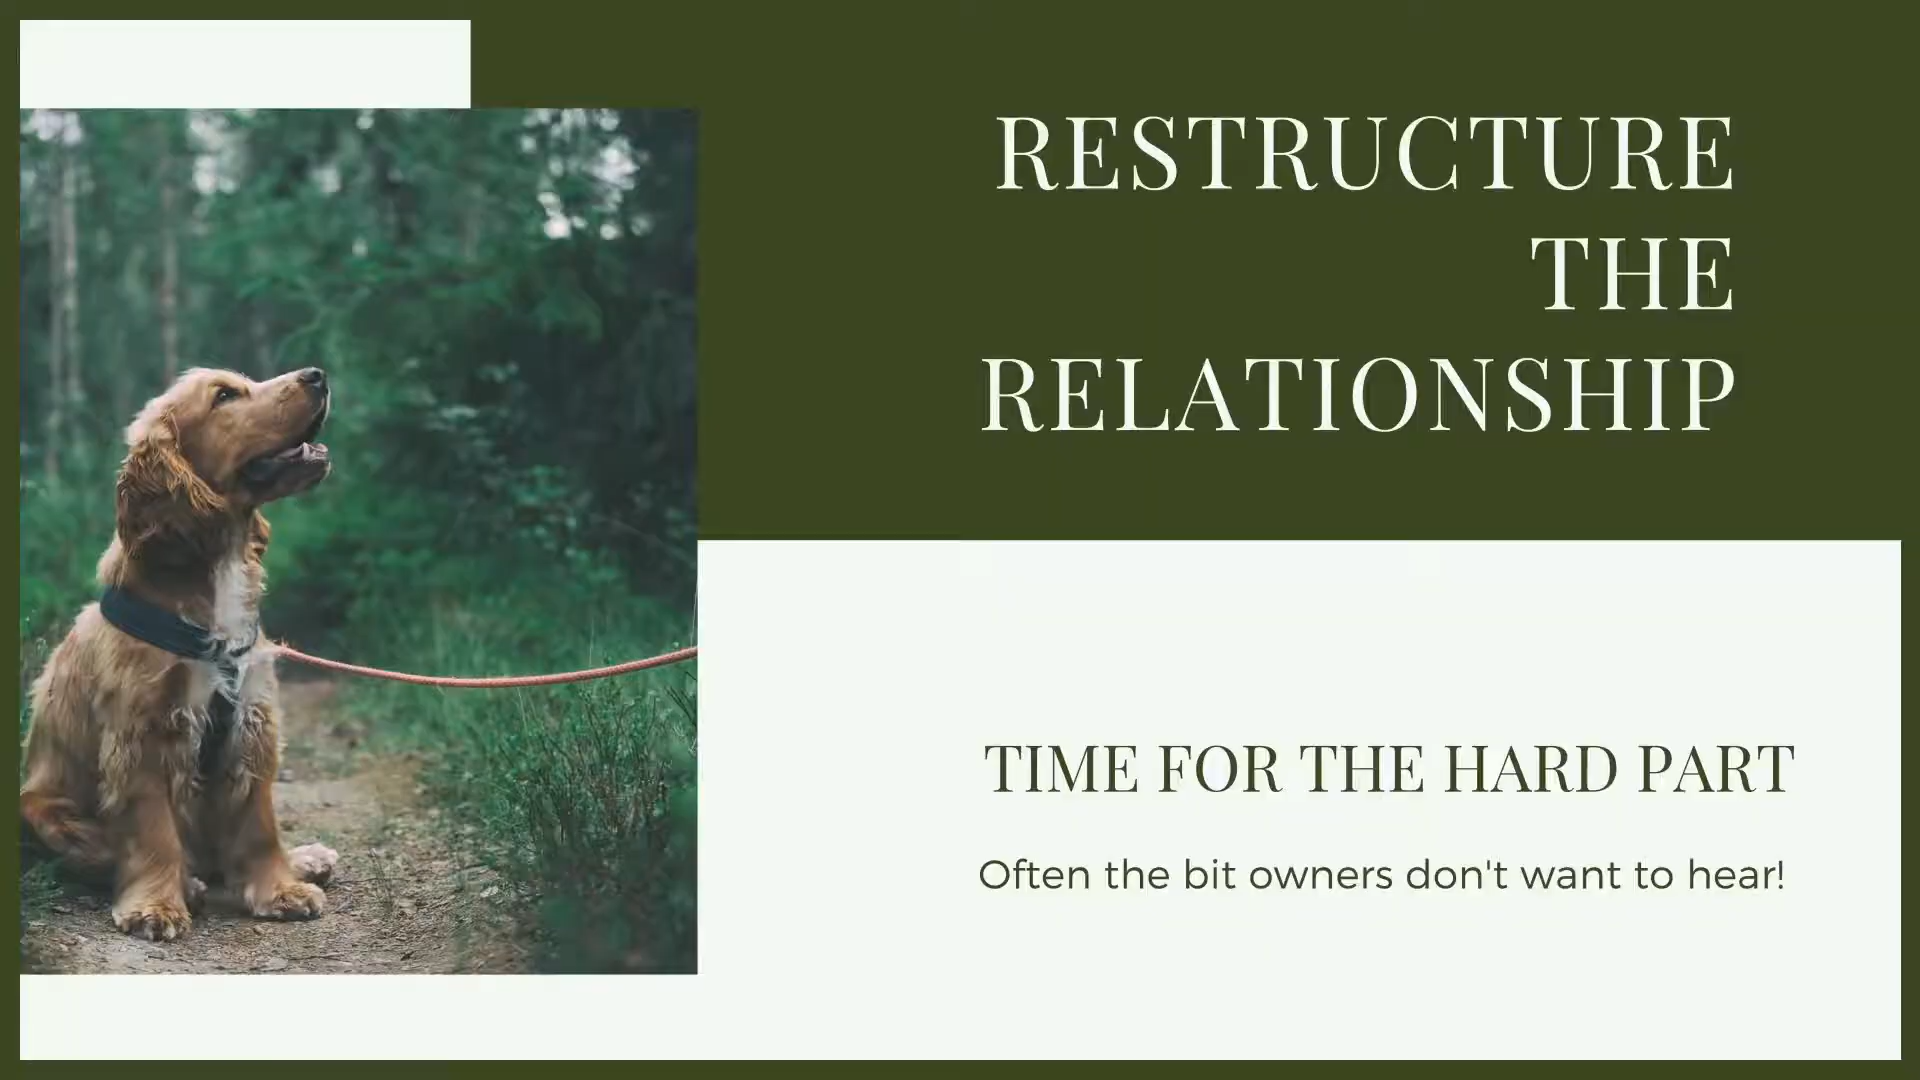 RESTRUCTURE
THE
RELATIONSHIP
TIME FOR THE HARD PART
Often the bit owners don't want to hear!